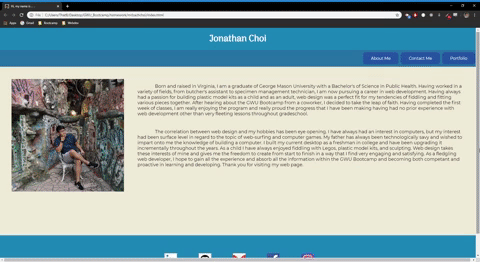 Hi, my name is ...
Apps
Gmail
Bootcamp
Website
Jonathan Choi
About Me
Contact Me
Portfolio
Born and raised in Virginia, I am a graduate of George Mason University with a Bachelor's of Science in Public Health. Having worked in a
variety of fields, from butcher's assistant to specimen management technician, I am now pursuing a career in web development. Having always
had a passion for building plastic model kits as a child and as an adult, web design was a perfect fit for my tendencies of fiddling and fitting
various pieces together. After hearing about the GWU Bootcamp from a coworker, I decided to take the leap of faith. Having completed the first
week of classes, I am really enjoying the program and really proud the progress that I have been making having had no prior experience with
web development other than very fleeting lessons throughout gradeschool.
The correlation between web design and my hobbies has been eye opening. I have always had an interest in computers, but my interest
had been surface level in regard to the topic of web-surfing and computer games. My father has always been technologically savy and wished to
impart onto me the knowledge of building a computer. I built my current desktop as a freshman in college and have been upgrading it
incrementally throughout the years. As a child I have always enjoyed fiddling with Legos, plastic model kits, and sculpting. Web design takes
these interests of mine and gives me the freedom to create from start to finish in a way that I find very engaging and satisfying. As a fledgling
web developer, I hope to gain all the experience and absorb all the information within the GWU Bootcamp and becoming both competent and
proactive in learning and developing. Thank you for visiting my web page.